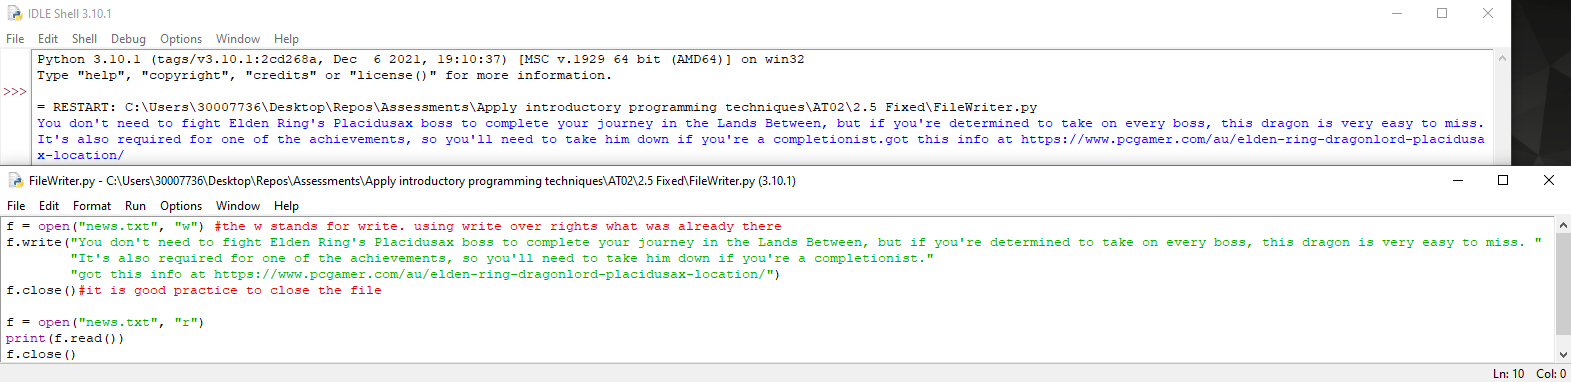 IDLE Shell 3.10.1
File Edit Shell Debug Options Window Help
Python 3.10.1 (tags/v3.10.1:2cd268a, Dec  6 2021, 19:10:37) [MSC v.1929 64 bit (AMD64)] on win32
Type "help", "copyright", "credits" or "license()" for more information.
>>>
= RESTART: C:\Users\30007736\Desktop\Repos\Assessments\Apply introductory programming techniques\AT02\2.5 Fixed\FileWriter.py
You don't need to fight Elden Ring's Placidusax boss to complete your journey in the Lands Between, but if you're determined to take on every boss, this dragon is very easy to miss.
It's also required for one of the achievements, so you'll need to take him down if you're a completionist.got this info at https://www.pcgamer.com/au/elden-ring-dragonlord-placidusa
x-location/
FileWriter.py - C:\Users\30007736\Desktop\Repos\Assessments\Apply introductory programming techniques\AT02\2.5 Fixed\FileWriter.py (3.10.1)
File Edit Format Run Options Window Help
f = open("news.txt", "w") #the w stands for write. using write over rights what was already there
f.write("You don't need to fight Elden Ring's Placidusax boss to complete your journey in the Lands Between, but if you're determined to take on every boss, this dragon is very easy to miss. "
"It's also required for one of the achievements, so you'll need to take him down if you're a completionist."
"got this info at https://www.pcgamer.com/au/elden-ring-dragonlord-placidusax-location/")
f.close()#it is good practice to close the file
f = open("news.txt", "r")
print(f.read())
f.close()
Ln: 10 Col: 0